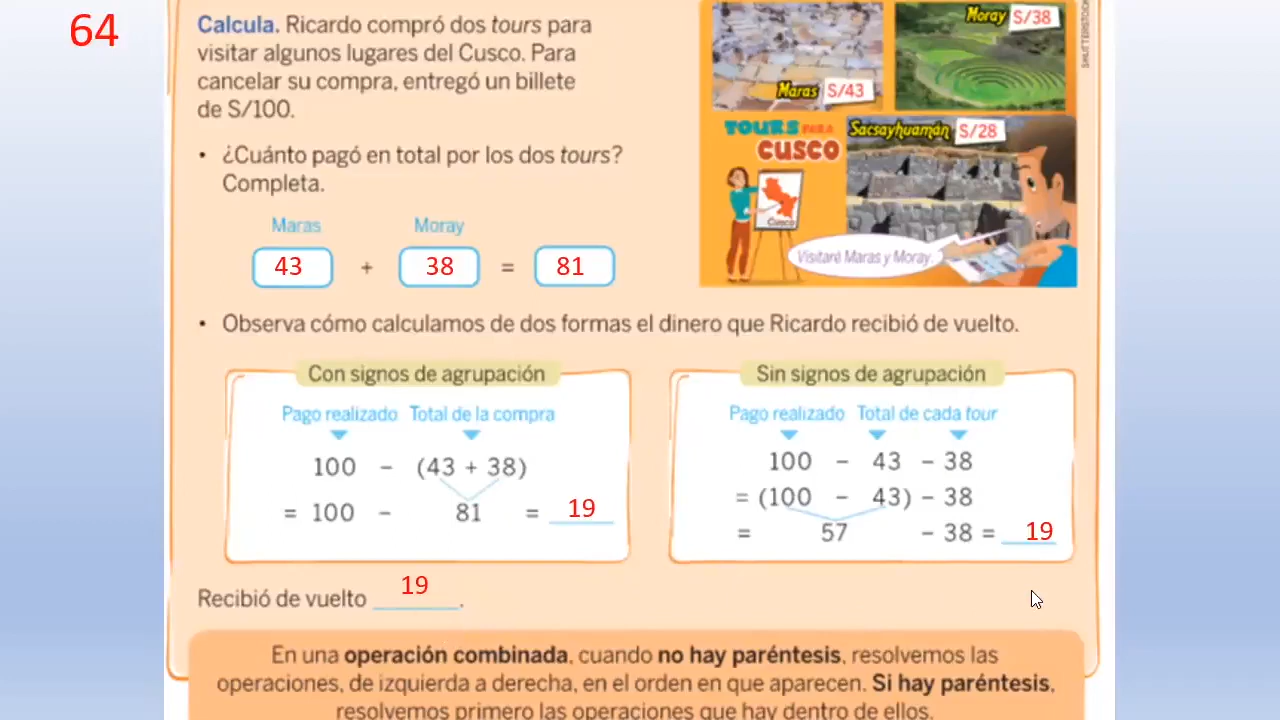 64
Calcula. Ricardo compró dos tours para
visitar algunos lugares del Cusco. Para
cancelar su compra, entregó un billete
de S/100.
• ¿Cuánto pagó en total por los dos tours?
Completa.
Maras Moray
43 + 38 = 81
Maras S/43
Moray S/38
SHUTTERSTOCK
TOURS PARA
CUSCO
Sacsayhuamán S/28
Cusco
Visitaré Maras y Moray.
• Observa cómo calculamos de dos formas el dinero que Ricardo recibió de vuelto.
Con signos de agrupación
Pago realizado Total de la compra
100 – (43 + 38)
= 100 – 81 = 19
Sin signos de agrupación
Pago realizado Total de cada tour
100 – 43 – 38
= (100 – 43) – 38
= 57 – 38 = 19
Recibió de vuelto 19.
En una operación combinada, cuando no hay paréntesis, resolvemos las
operaciones, de izquierda a derecha, en el orden en que aparecen. Si hay paréntesis,
resolvemos primero las operaciones que hay dentro de ellos.